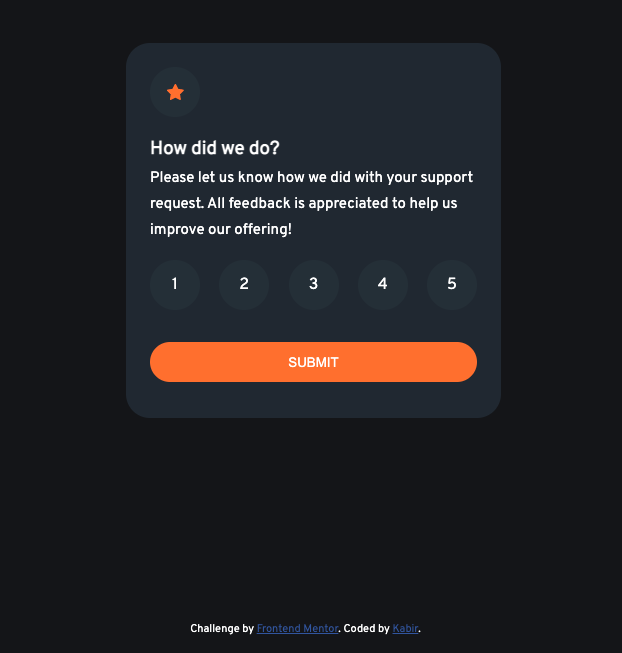 How did we do?
Please let us know how we did with your support
request. All feedback is appreciated to help us
improve our offering!
1 2 3 4 5
SUBMIT
Challenge by Frontend Mentor. Coded by Kabir.